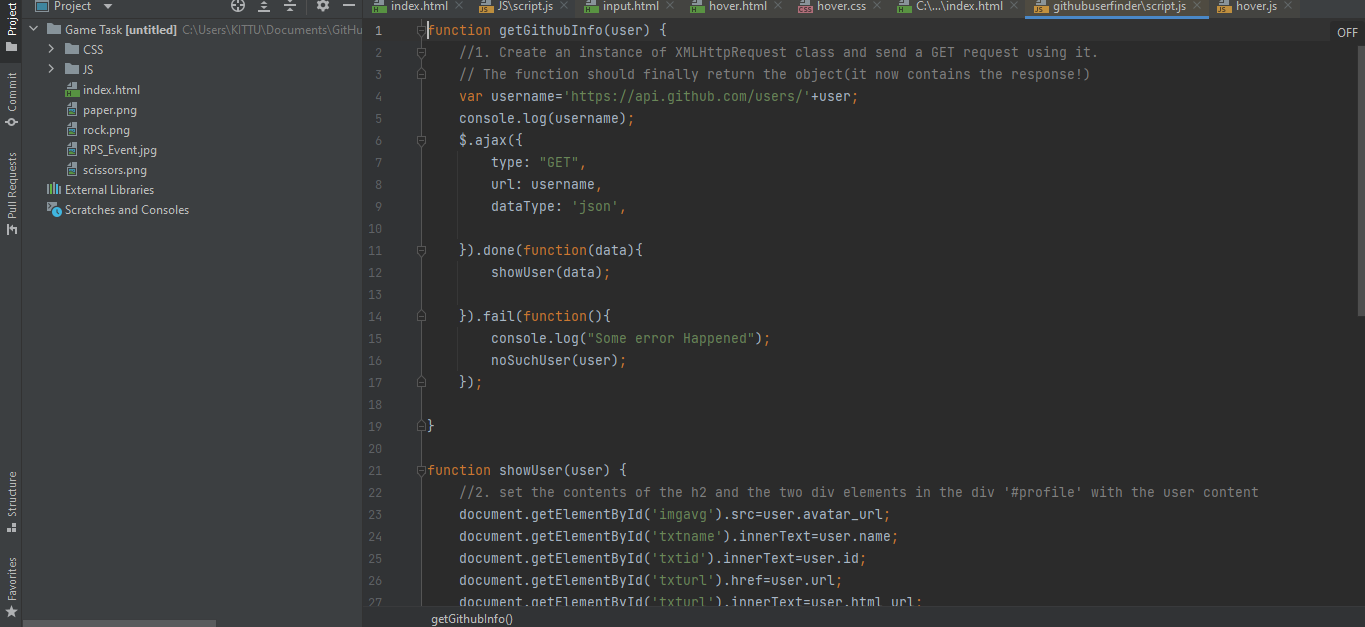 Project
index.html
JS\script.js
input.html
hover.html
hover.css
C:\...\index.html
githubuserfinder\script.js
hover.js
Project
Commit
Pull Requests
Structure
Favorites
Game Task [untitled] C:\Users\KITTU\Documents\GitHu
CSS
JS
index.html
paper.png
rock.png
RPS_Event.jpg
scissors.png
External Libraries
Scratches and Consoles
OFF
1 function getGithubInfo(user) {
2 //1. Create an instance of XMLHttpRequest class and send a GET request using it.
3 // The function should finally return the object(it now contains the response!)
4 var username='https://api.github.com/users/'+user;
5 console.log(username);
6 $.ajax({
7 type: "GET",
8 url: username,
9 dataType: 'json',
10
11 }).done(function(data){
12 showUser(data);
13
14 }).fail(function(){
15 console.log("Some error Happened");
16 noSuchUser(user);
17 });
18
19 }
20
21 function showUser(user) {
22 //2. set the contents of the h2 and the two div elements in the div '#profile' with the user content
23 document.getElementById('imgavg').src=user.avatar_url;
24 document.getElementById('txtname').innerText=user.name;
25 document.getElementById('txtid').innerText=user.id;
26 document.getElementById('txturl').href=user.url;
27 document.getElementById('txturl').innerText=user.html_url;
getGithubInfo()